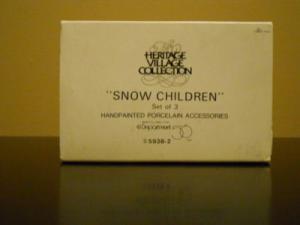 HERITAGE
VILLAGE
COLLECTION
"SNOW CHILDREN"
Set of 3
HANDPAINTED PORCELAIN ACCESSORIES
Department 56
5938-2